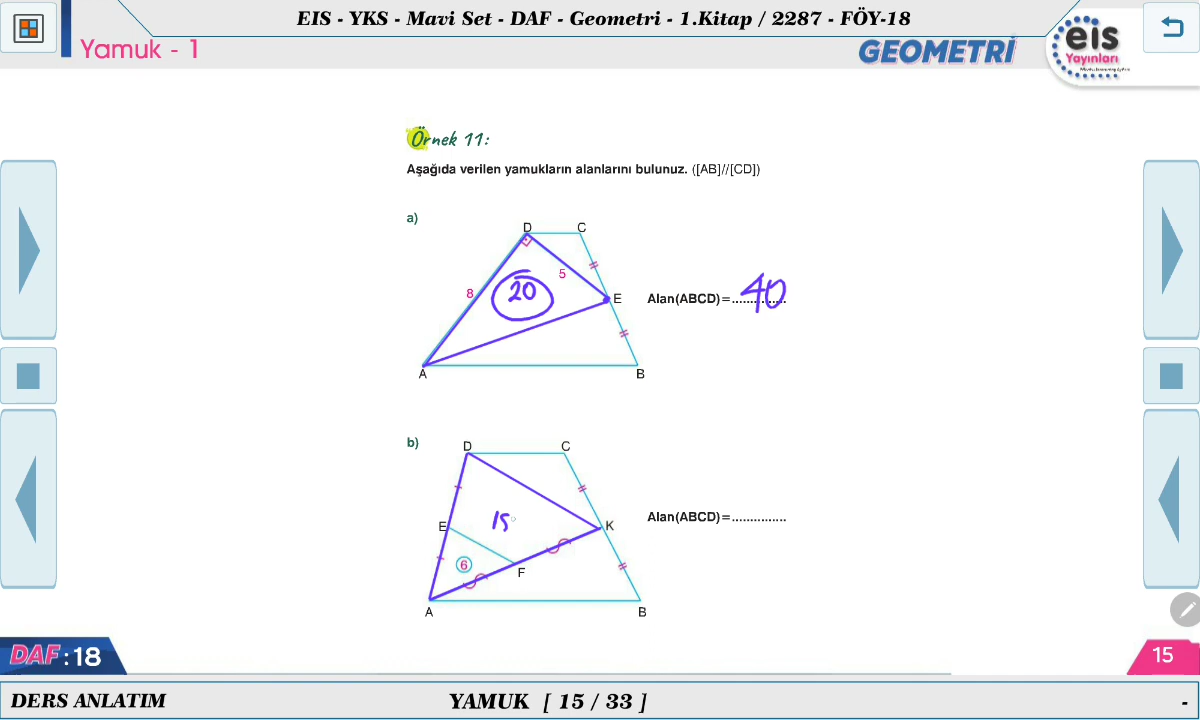 EIS - YKS - Mavi Set - DAF - Geometri - 1.Kitap / 2287 - FÖY-18
Yamuk - 1
GEOMETRİ
eis
Yayınları
Örnek 11:
Aşağıda verilen yamukların alanlarını bulunuz. ([AB]//[CD])
a)
D
C
8
20
5
E
Alan(ABCD)=...............
40
A
B
b)
D
C
E
15
K
Alan(ABCD)=...............
6
F
A
B
DAF:18
15
DERS ANLATIM
YAMUK [ 15 / 33 ]
-